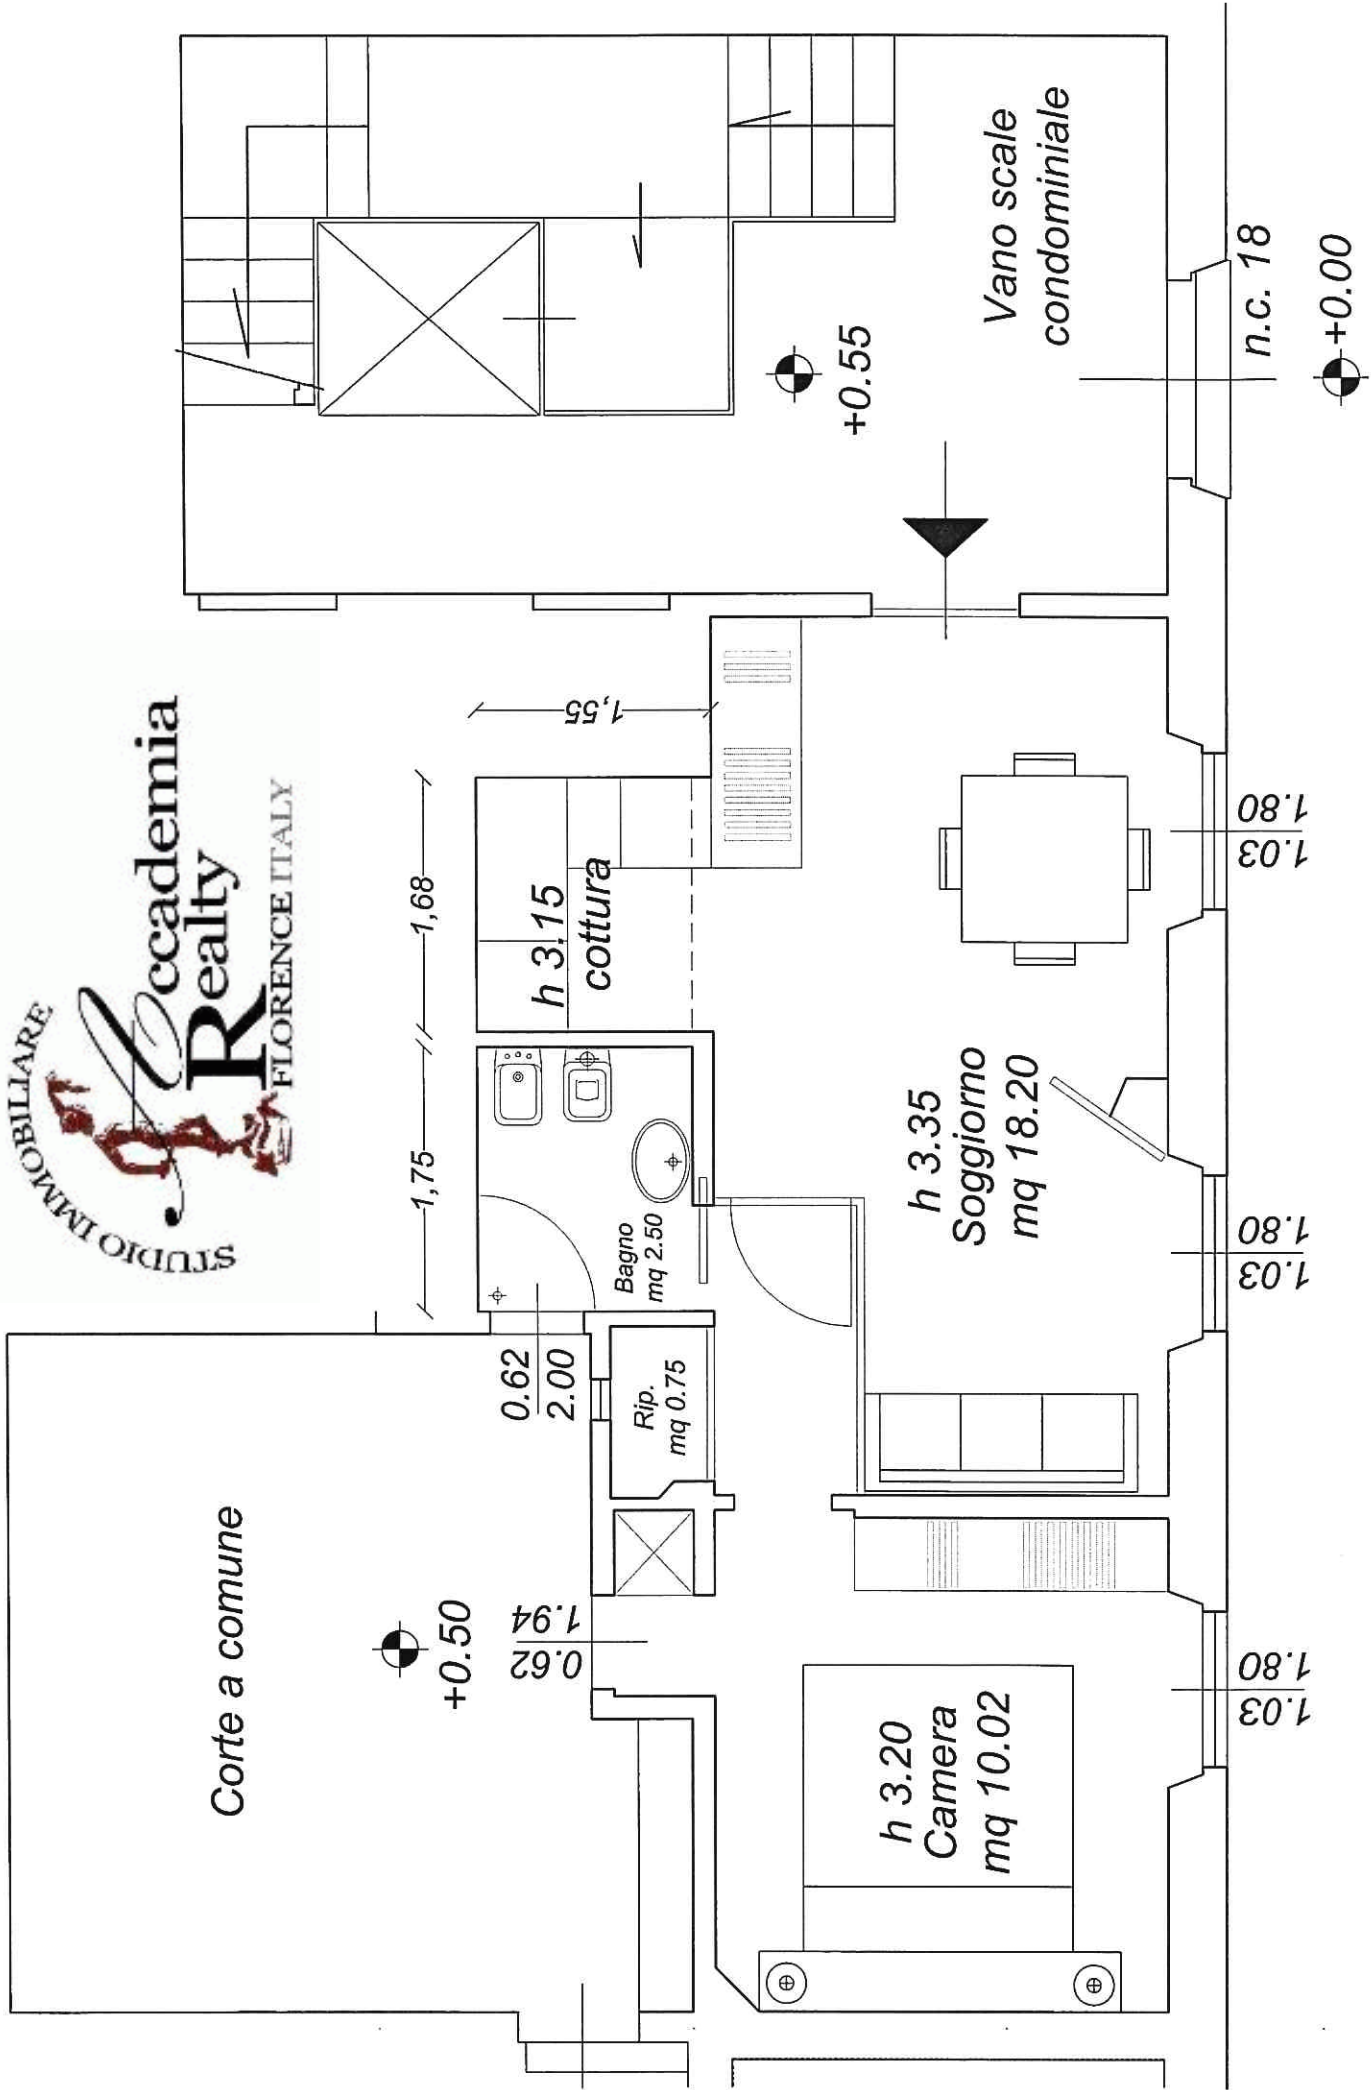 STUDIO IMMOBILIARE
Accademia
Realty
FLORENCE ITALY
Corte a comune
+0.50
0.62
1.94
0.62
2.00
1,75
1,68
1,55
Rip.
mq 0.75
Bagno
mq 2.50
h 3.15
cottura
h 3.20
Camera
mq 10.02
h 3.35
Soggiorno
mq 18.20
+0.55
Vano scale
condominiale
1.03
1.80
1.03
1.80
1.03
1.80
n.c. 18
+0.00